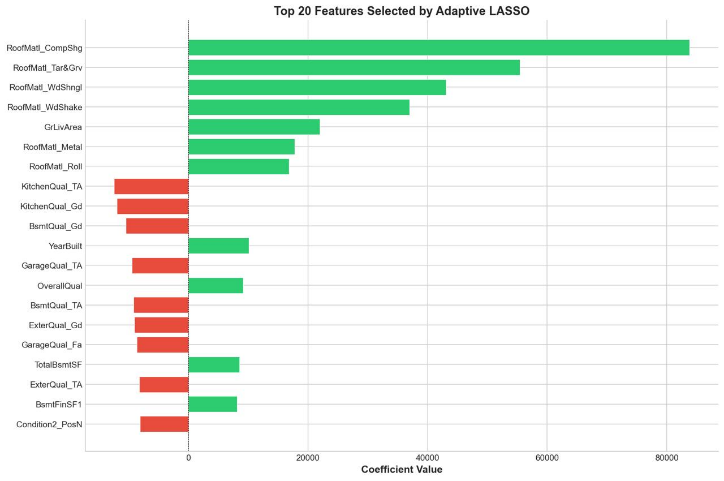 Top 20 Features Selected by Adaptive LASSO
RoofMatl_CompShg
RoofMatl_Tar&Grv
RoofMatl_WdShngl
RoofMatl_WdShake
GrLivArea
RoofMatl_Metal
RoofMatl_Roll
KitchenQual_TA
KitchenQual_Gd
BsmtQual_Gd
YearBuilt
GarageQual_TA
OverallQual
BsmtQual_TA
ExterQual_Gd
GarageQual_Fa
TotalBsmtSF
ExterQual_TA
BsmtFinSF1
Condition2_PosN
0 20000 40000 60000 80000
Coefficient Value